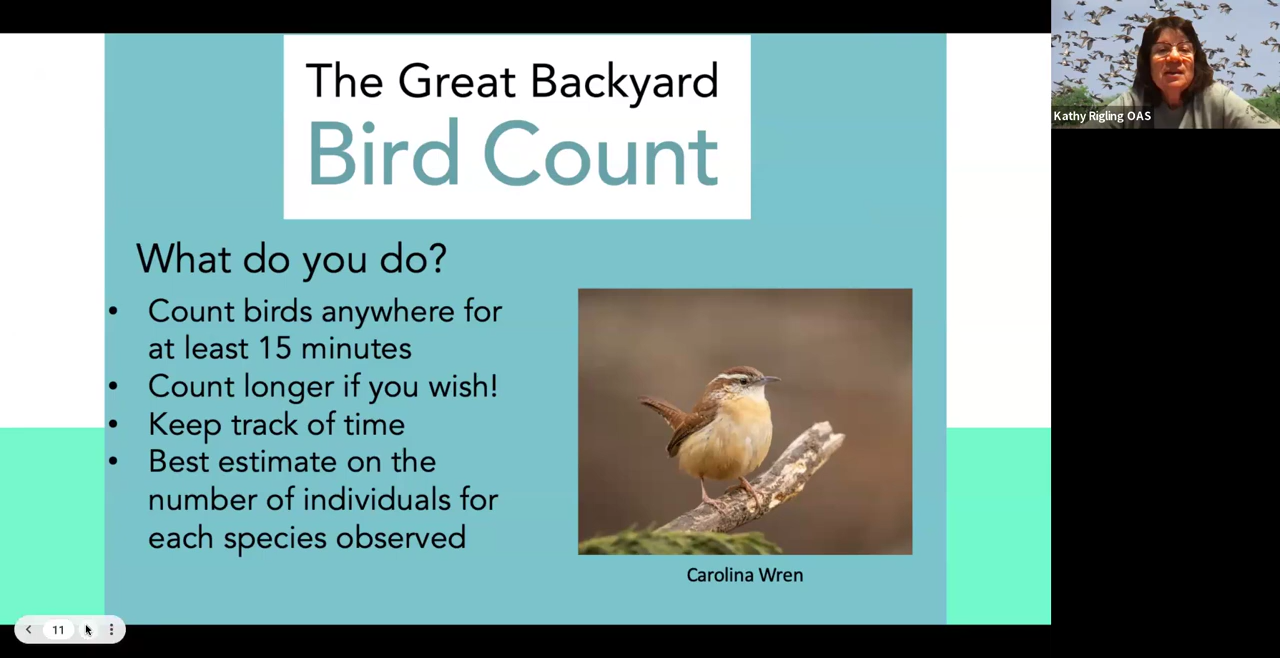 The Great Backyard
Bird Count
What do you do?
• Count birds anywhere for
at least 15 minutes
• Count longer if you wish!
• Keep track of time
• Best estimate on the
number of individuals for
each species observed
Carolina Wren
Kathy Rigling OAS
11